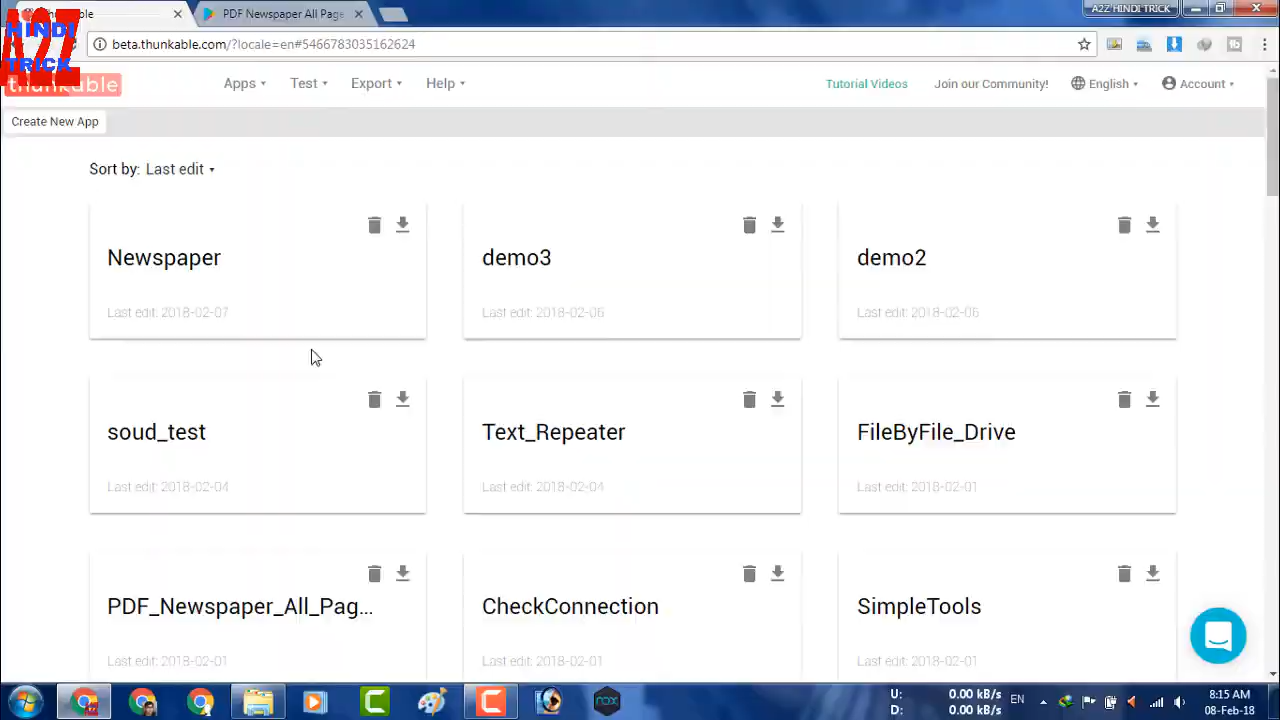 Thunkable
PDF Newspaper All Page
A2Z HINDI TRICK
HINDI
A2Z
TRICK
beta.thunkable.com/?locale=en#5466783035162624
thunkable
Apps
Test
Export
Help
Tutorial Videos
Join our Community!
English
Account
Create New App
Sort by: Last edit
Newspaper
demo3
demo2
Last edit: 2018-02-07
Last edit: 2018-02-06
Last edit: 2018-02-06
soud_test
Text_Repeater
FileByFile_Drive
Last edit: 2018-02-04
Last edit: 2018-02-04
Last edit: 2018-02-01
PDF_Newspaper_All_Pag...
CheckConnection
SimpleTools
Last edit: 2018-02-01
Last edit: 2018-02-01
Last edit: 2018-02-01
nox
U: 0.00 kB/s
D: 0.00 kB/s
EN
8:15 AM
08-Feb-18